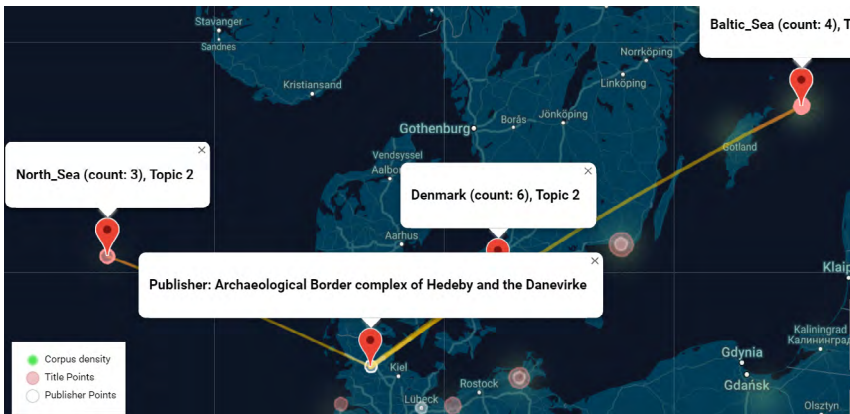 Stavanger
Sandnes
Kristiansand
Baltic_Sea (count: 4), T
Norrköping
Linköping
Gothenburg
Borås
Jönköping
Gotland
Vendsyssel
Aalbo
North_Sea (count: 3), Topic 2
Denmark (count: 6), Topic 2
Aarhus
Publisher: Archaeological Border complex of Hedeby and the Danevirke
Klaip
Corpus density
Title Points
Publisher Points
Kiel
Lübeck
Rostock
Gdynia
Gdańsk
Kaliningrad
Калининград
Olsztyn